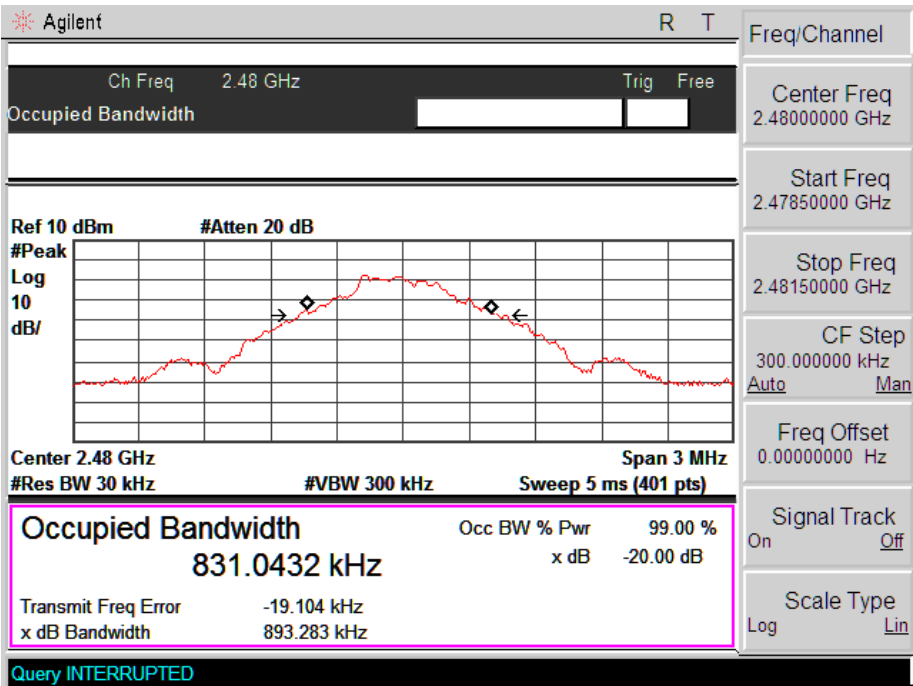 Agilent R T
Ch Freq 2.48 GHz Trig Free
Occupied Bandwidth
Ref 10 dBm #Atten 20 dB
#Peak
Log
10
dB/
Center 2.48 GHz Span 3 MHz
#Res BW 30 kHz #VBW 300 kHz Sweep 5 ms (401 pts)
Occupied Bandwidth Occ BW % Pwr 99.00 %
831.0432 kHz x dB -20.00 dB
Transmit Freq Error -19.104 kHz
x dB Bandwidth 893.283 kHz
Query INTERRUPTED
Freq/Channel
Center Freq
2.48000000 GHz
Start Freq
2.47850000 GHz
Stop Freq
2.48150000 GHz
CF Step
300.000000 kHz
Auto Man
Freq Offset
0.00000000 Hz
Signal Track
On Off
Scale Type
Log Lin